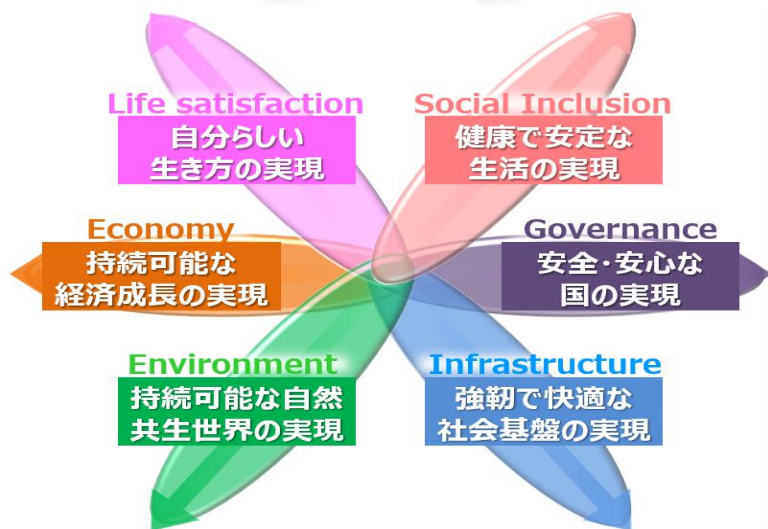 Life satisfaction
自分らしい
生き方の実現
Social Inclusion
健康で安定な
生活の実現
Economy
持続可能な
経済成長の実現
Governance
安全・安心な
国の実現
Environment
持続可能な自然
共生世界の実現
Infrastructure
強靭で快適な
社会基盤の実現